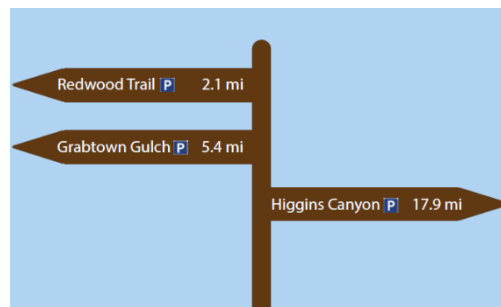 Redwood Trail P 2.1 mi
Grabtown Gulch P 5.4 mi
Higgins Canyon P 17.9 mi